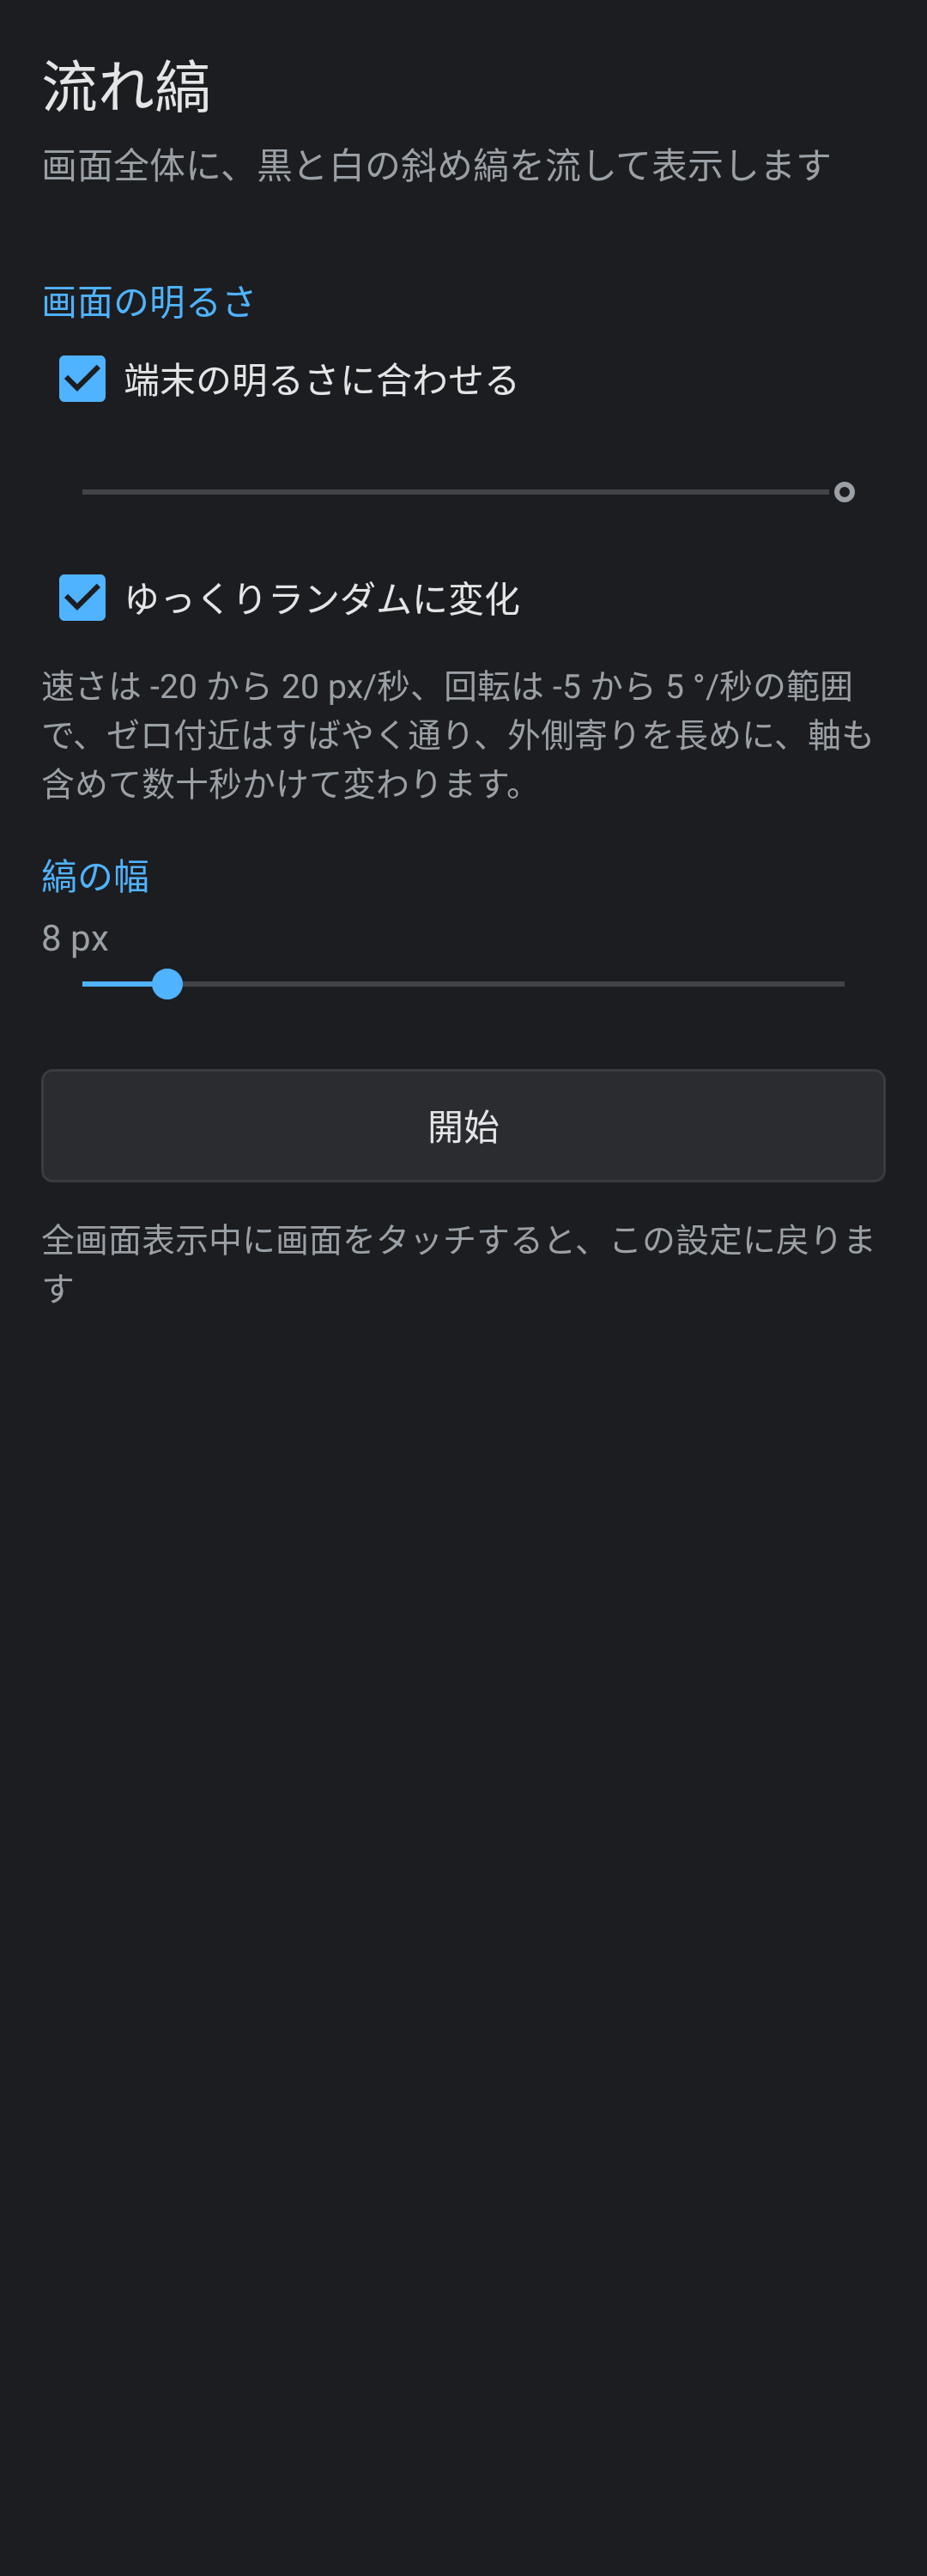 流れ縞
画面全体に、黒と白の斜め縞を流して表示します
画面の明るさ
端末の明るさに合わせる
ゆっくりランダムに変化
速さは -20 から 20 px/秒、回転は -5 から 5 °/秒の範囲
で、ゼロ付近はすばやく通り、外側寄りを長めに、軸も
含めて数十秒かけて変わります。
縞の幅
8 px
開始
全画面表示中に画面をタッチすると、この設定に戻りま
す